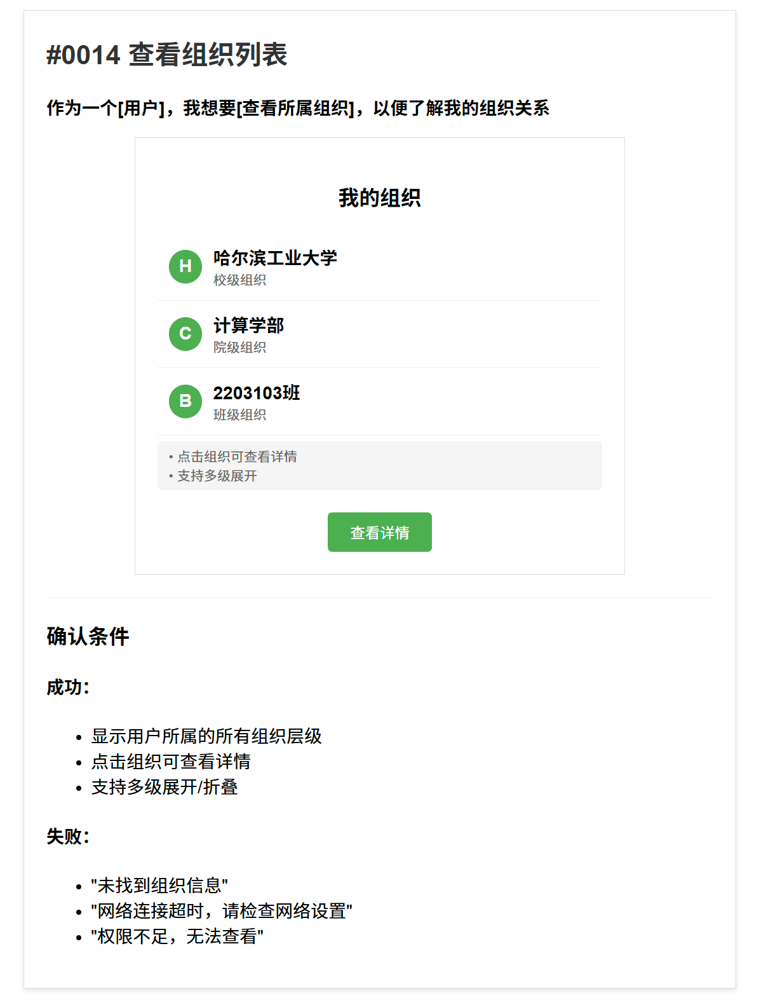 #0014 查看组织列表
作为一个[用户]，我想要[查看所属组织]，以便了解我的组织关系
我的组织
H
哈尔滨工业大学
校级组织
C
计算学部
院级组织
B
2203103班
班级组织
• 点击组织可查看详情
• 支持多级展开
查看详情
确认条件
成功：
• 显示用户所属的所有组织层级
• 点击组织可查看详情
• 支持多级展开/折叠
失败：
• "未找到组织信息"
• "网络连接超时，请检查网络设置"
• "权限不足，无法查看"